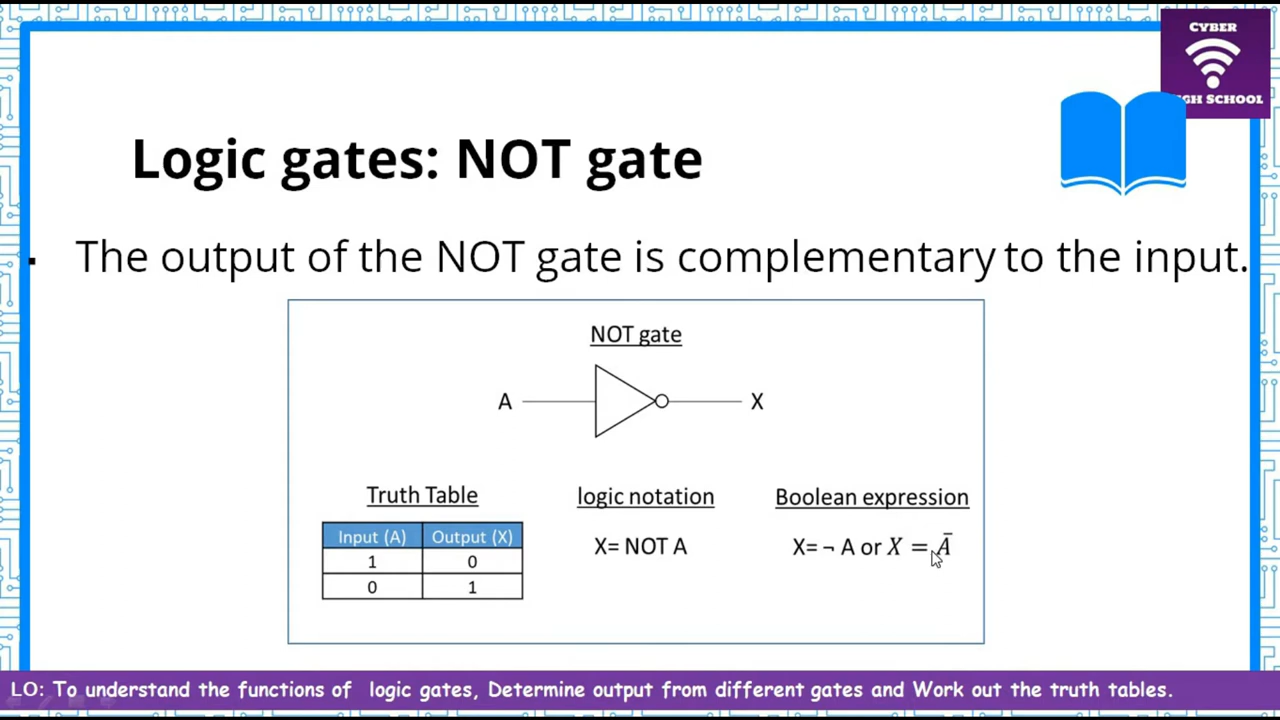 CYBER
HIGH SCHOOL
Logic gates: NOT gate
▪ The output of the NOT gate is complementary to the input.
NOT gate
A
X
Truth Table
Input (A) Output (X)
1 0
0 1
logic notation
X= NOT A
Boolean expression
X= ¬ A or X = Ā
LO: To understand the functions of logic gates, Determine output from different gates and Work out the truth tables.